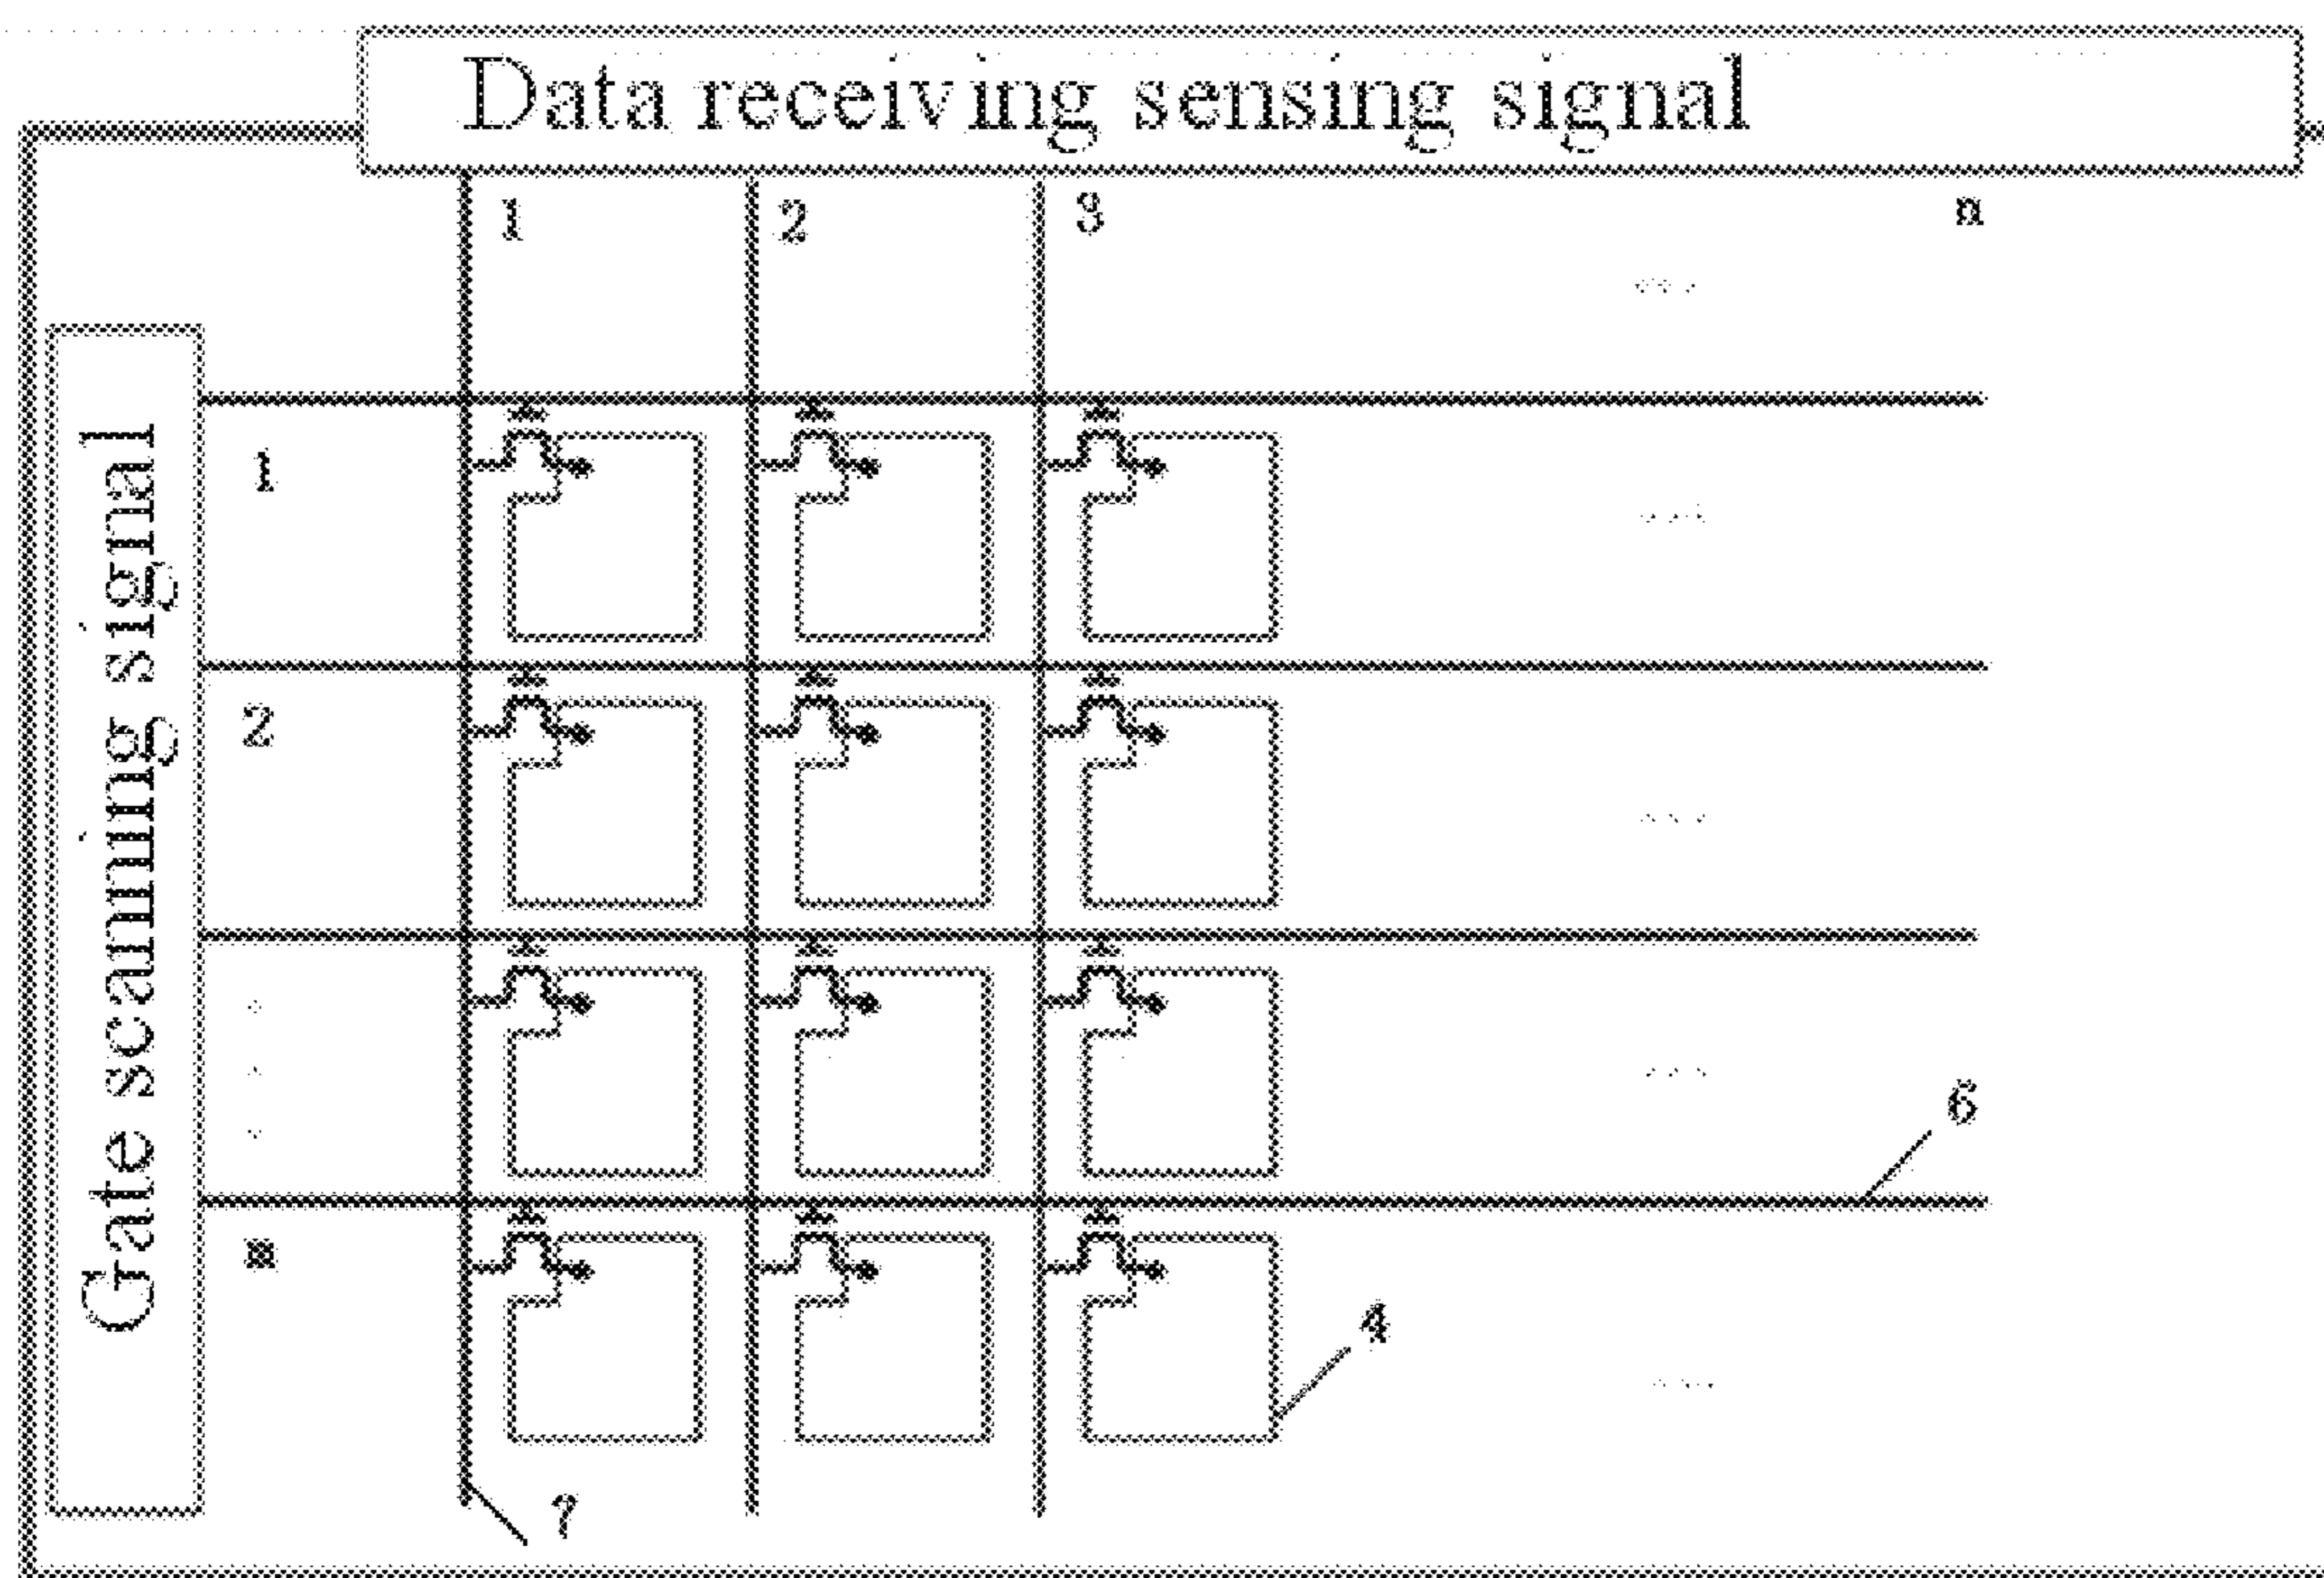 Data receiving sensing signal
1 2 3 n
...
Gate scanning signal
1 ...
2 ...
...
6
m
4
...
7